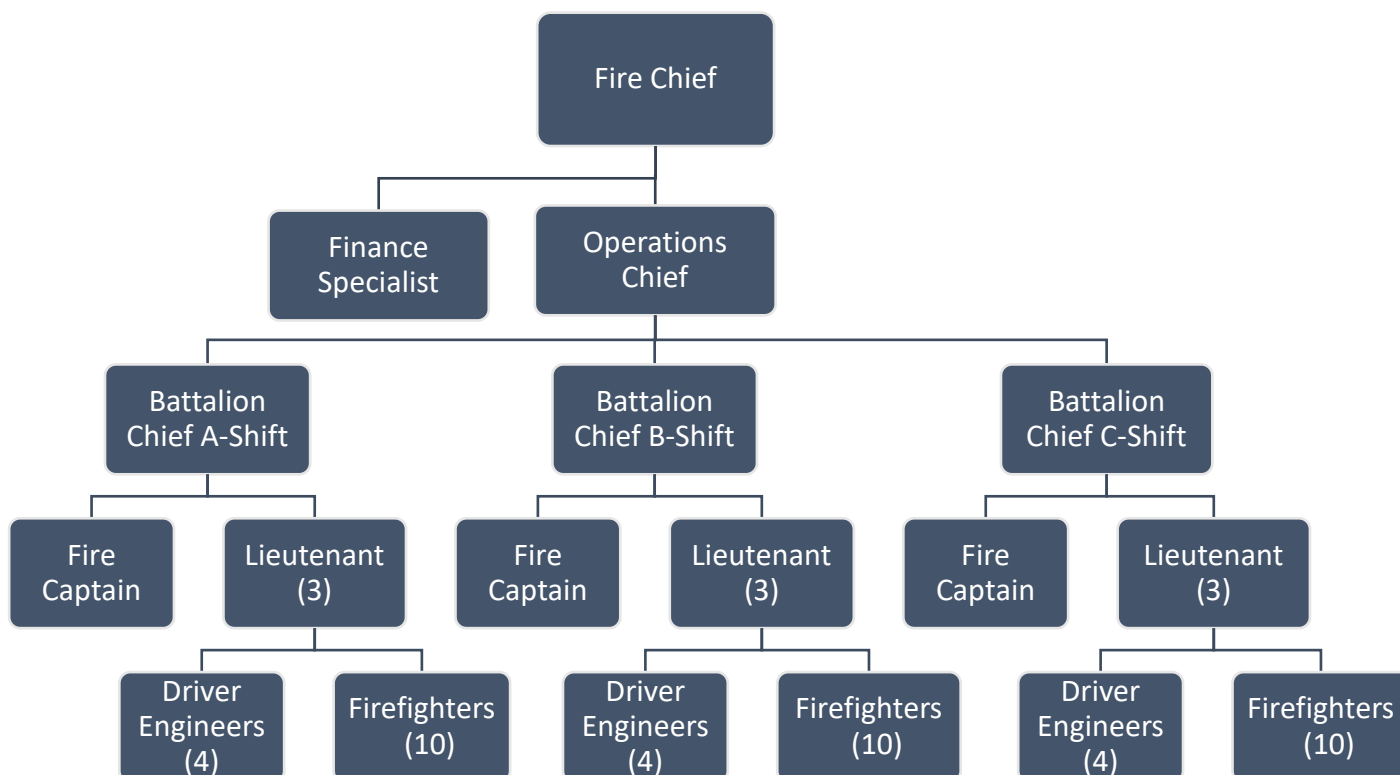 Fire Chief
Finance
Specialist
Operations
Chief
Battalion
Chief A-Shift
Battalion
Chief B-Shift
Battalion
Chief C-Shift
Fire
Captain
Lieutenant
(3)
Fire
Captain
Lieutenant
(3)
Fire
Captain
Lieutenant
(3)
Driver
Engineers
(4)
Firefighters
(10)
Driver
Engineers
(4)
Firefighters
(10)
Driver
Engineers
(4)
Firefighters
(10)